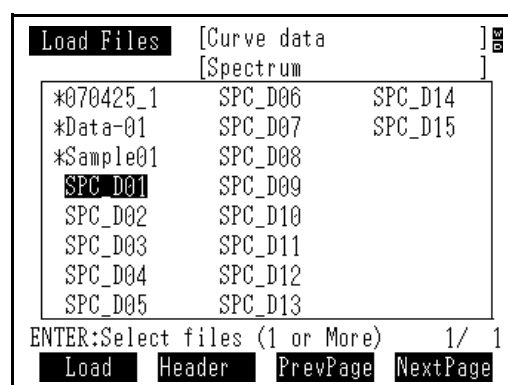 Load Files [Curve data ]
[Spectrum ]
*070425_1 SPC_D06 SPC_D14
*Data-01 SPC_D07 SPC_D15
*Sample01 SPC_D08
SPC_D01 SPC_D09
SPC_D02 SPC_D10
SPC_D03 SPC_D11
SPC_D04 SPC_D12
SPC_D05 SPC_D13
ENTER:Select files (1 or More) 1/ 1
Load Header PrevPage NextPage